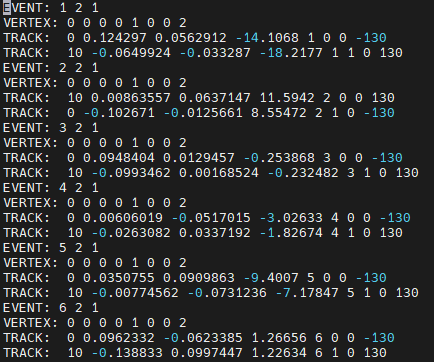 EVENT: 1 2 1
VERTEX: 0 0 0 0 1 0 0 2
TRACK:  0 0.124297 0.0562912 -14.1068 1 0 0 -130
TRACK:  10 -0.0649924 -0.033287 -18.2177 1 1 0 130
EVENT: 2 2 1
VERTEX: 0 0 0 0 1 0 0 2
TRACK:  10 0.00863557 0.0637147 11.5942 2 0 0 130
TRACK:  0 -0.102671 -0.0125661 8.55472 2 1 0 -130
EVENT: 3 2 1
VERTEX: 0 0 0 0 1 0 0 2
TRACK:  0 0.0948404 0.0129457 -0.253868 3 0 0 -130
TRACK:  10 -0.0993462 0.00168524 -0.232482 3 1 0 130
EVENT: 4 2 1
VERTEX: 0 0 0 0 1 0 0 2
TRACK:  0 0.00606019 -0.0517015 -3.02633 4 0 0 -130
TRACK:  10 -0.0263082 0.0337192 -1.82674 4 1 0 130
EVENT: 5 2 1
VERTEX: 0 0 0 0 1 0 0 2
TRACK:  0 0.0350755 0.0909863 -9.4007 5 0 0 -130
TRACK:  10 -0.00774562 -0.0731236 -7.17847 5 1 0 130
EVENT: 6 2 1
VERTEX: 0 0 0 0 1 0 0 2
TRACK:  0 0.0962332 -0.0623385 1.26656 6 0 0 -130
TRACK:  10 -0.138833 0.0997447 1.22634 6 1 0 130